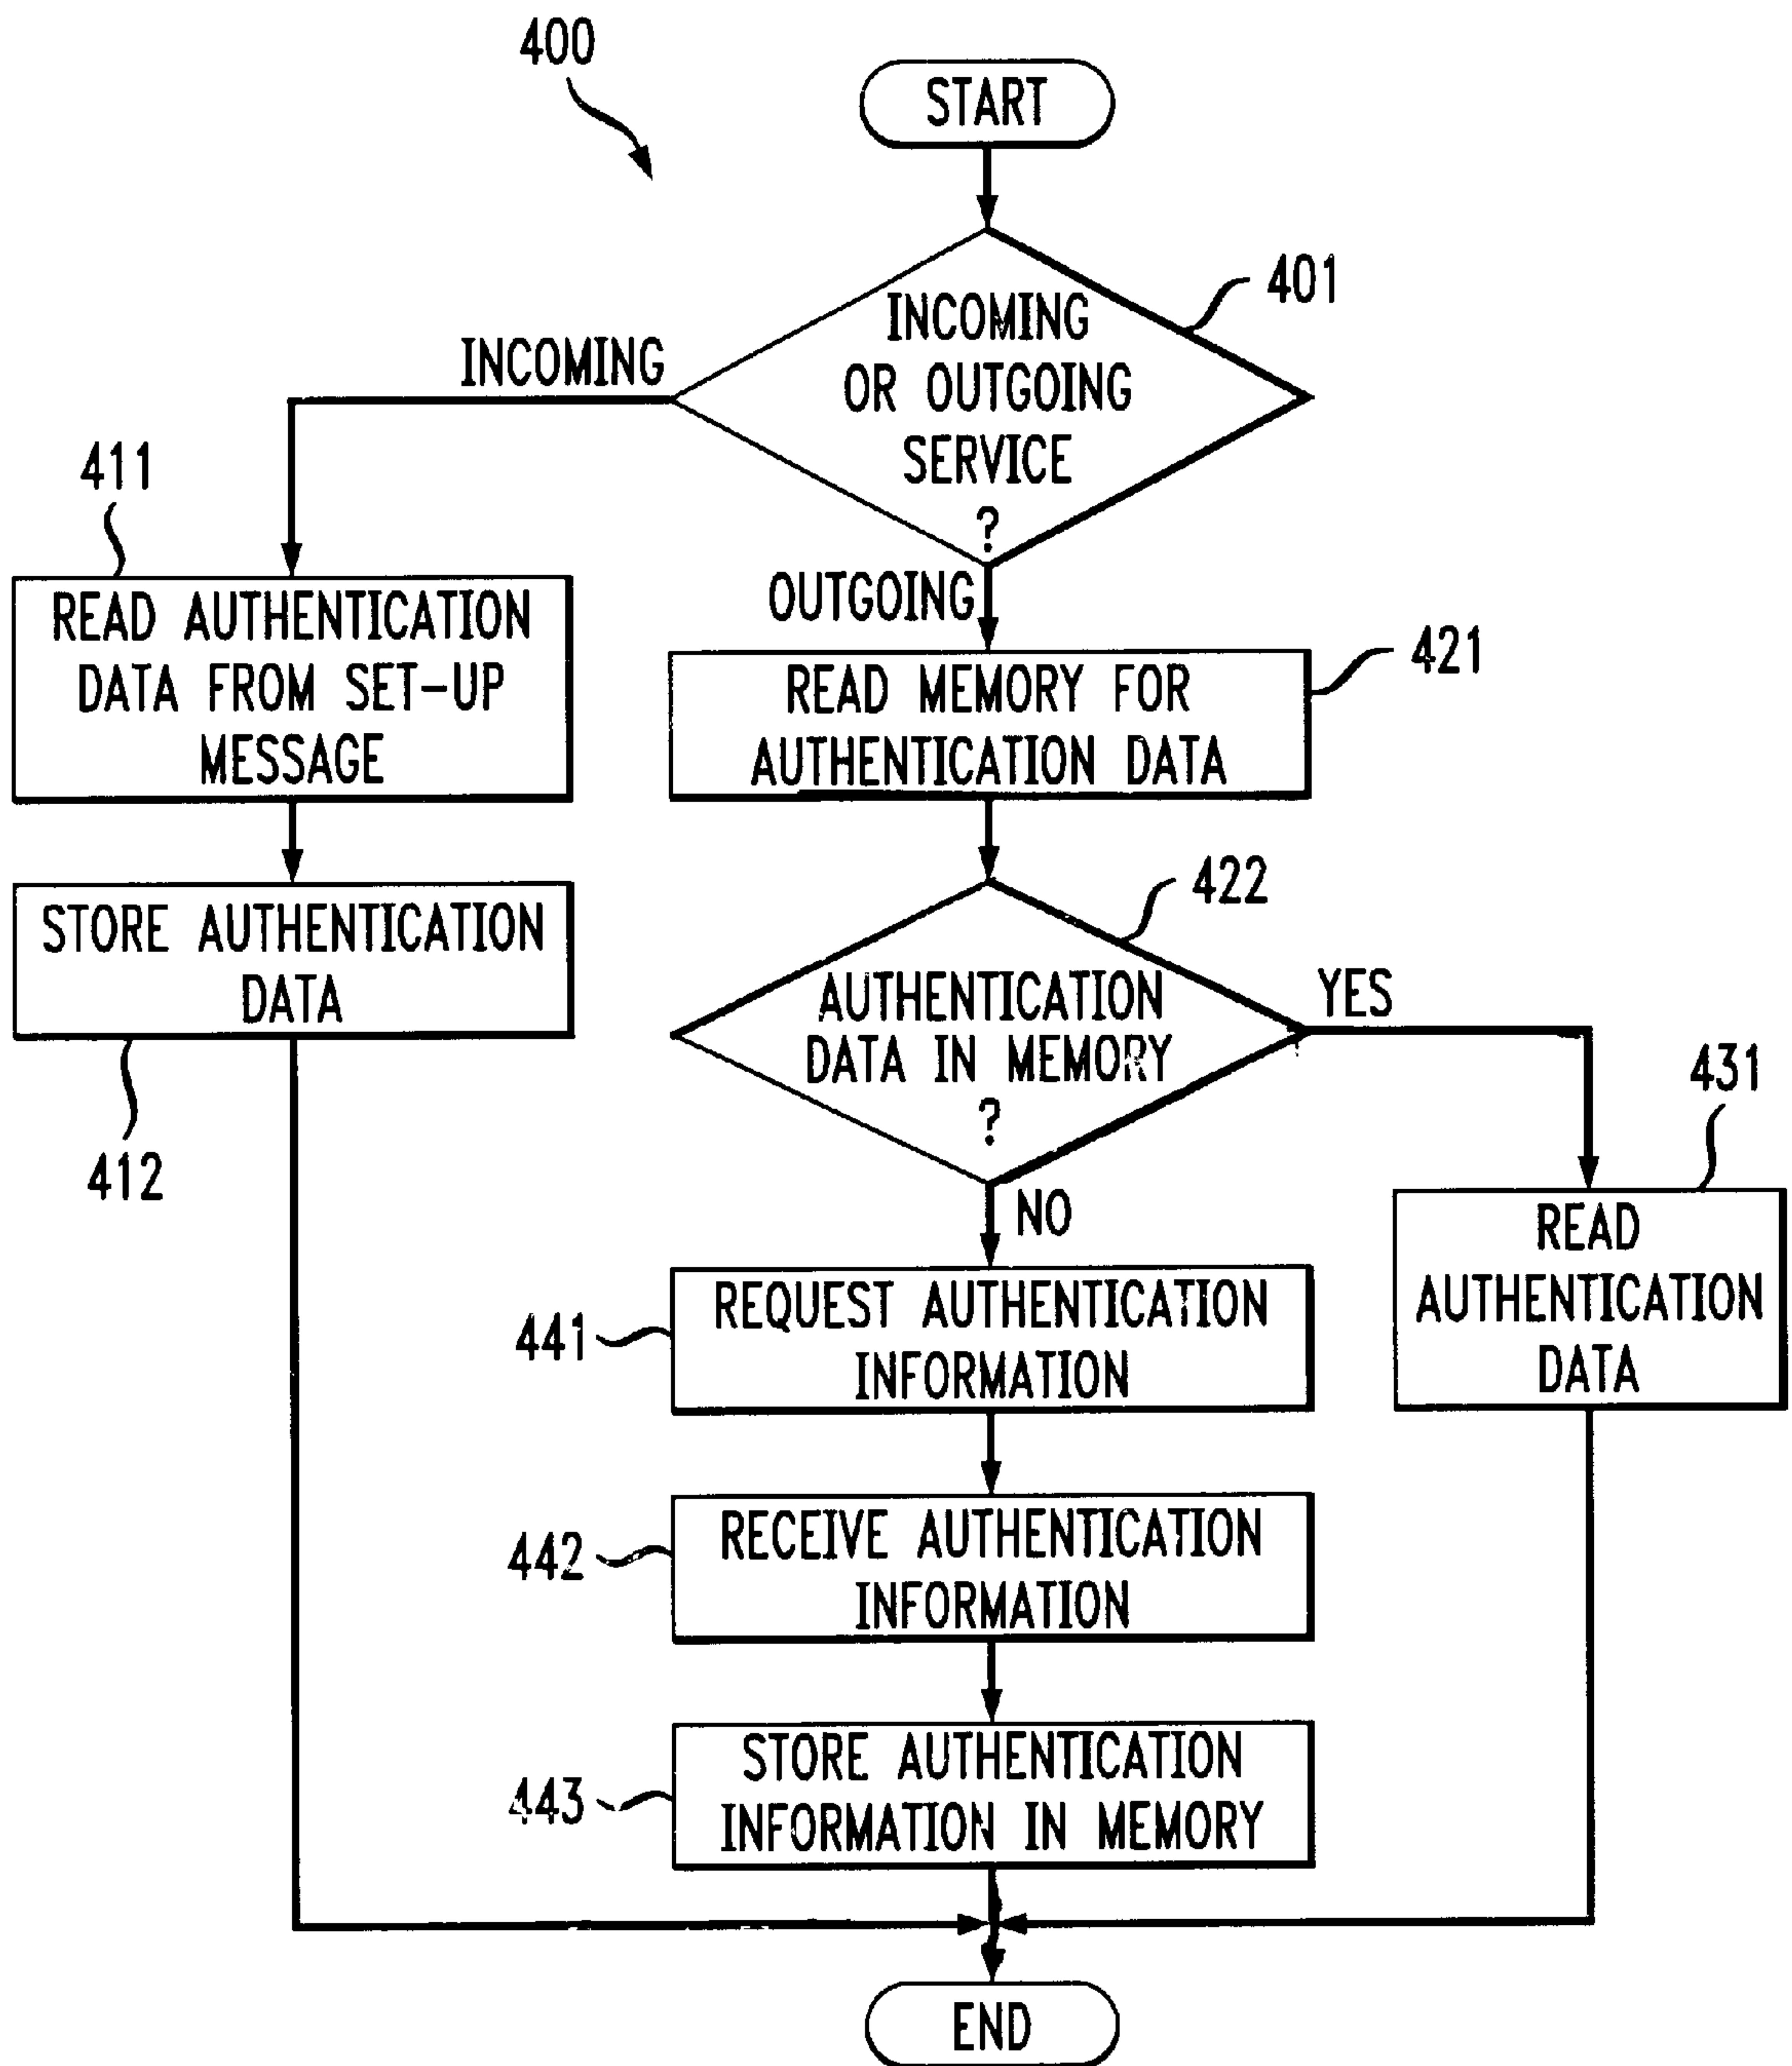 400
START
401
INCOMING
OR OUTGOING
SERVICE
?
INCOMING
OUTGOING
411
READ AUTHENTICATION
DATA FROM SET-UP
MESSAGE
421
READ MEMORY FOR
AUTHENTICATION DATA
STORE AUTHENTICATION
DATA
412
422
AUTHENTICATION
DATA IN MEMORY
?
YES
NO
431
READ
AUTHENTICATION
DATA
441
REQUEST AUTHENTICATION
INFORMATION
442
RECEIVE AUTHENTICATION
INFORMATION
443
STORE AUTHENTICATION
INFORMATION IN MEMORY
END